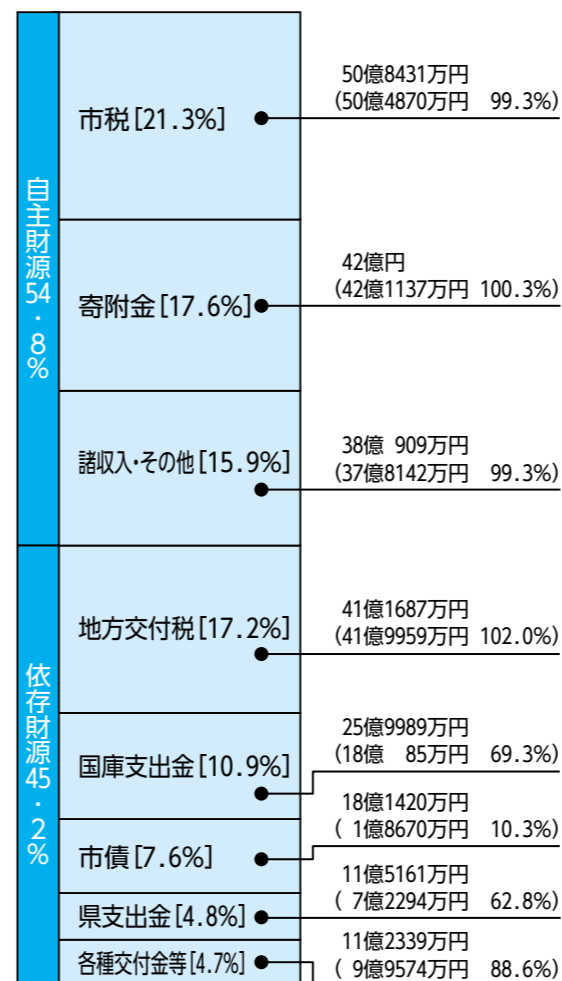 自主財源54・8%
市税[21.3%]
50億8431万円
(50億4870万円 99.3%)
寄附金[17.6%]
42億円
(42億1137万円 100.3%)
諸収入・その他[15.9%]
38億 909万円
(37億8142万円 99.3%)
依存財源45・2%
地方交付税[17.2%]
41億1687万円
(41億9959万円 102.0%)
国庫支出金[10.9%]
25億9989万円
(18億 85万円 69.3%)
市債[7.6%]
18億1420万円
( 1億8670万円 10.3%)
県支出金[4.8%]
11億5161万円
( 7億2294万円 62.8%)
各種交付金等[4.7%]
11億2339万円
( 9億9574万円 88.6%)